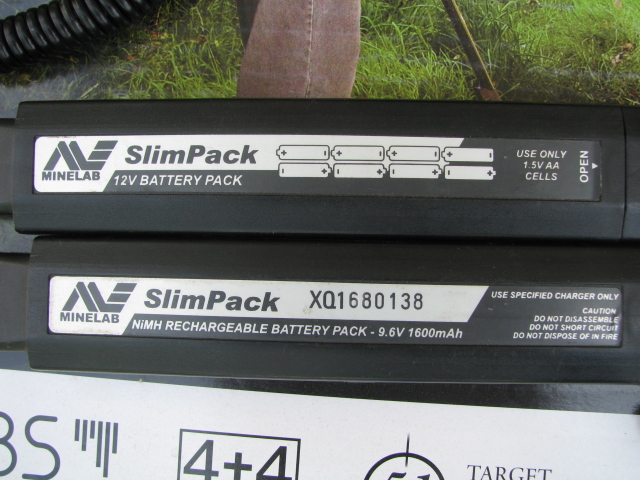 MINELAB
SlimPack
12V BATTERY PACK
USE ONLY
1.5V AA
CELLS
OPEN
MINELAB
SlimPack XQ1680138
NiMH RECHARGEABLE BATTERY PACK - 9.6V 1600mAh
USE SPECIFIED CHARGER ONLY
CAUTION
DO NOT DISASSEMBLE
DO NOT SHORT CIRCUIT
DO NOT DISPOSE OF IN FIRE
BS
4+4
TARGET